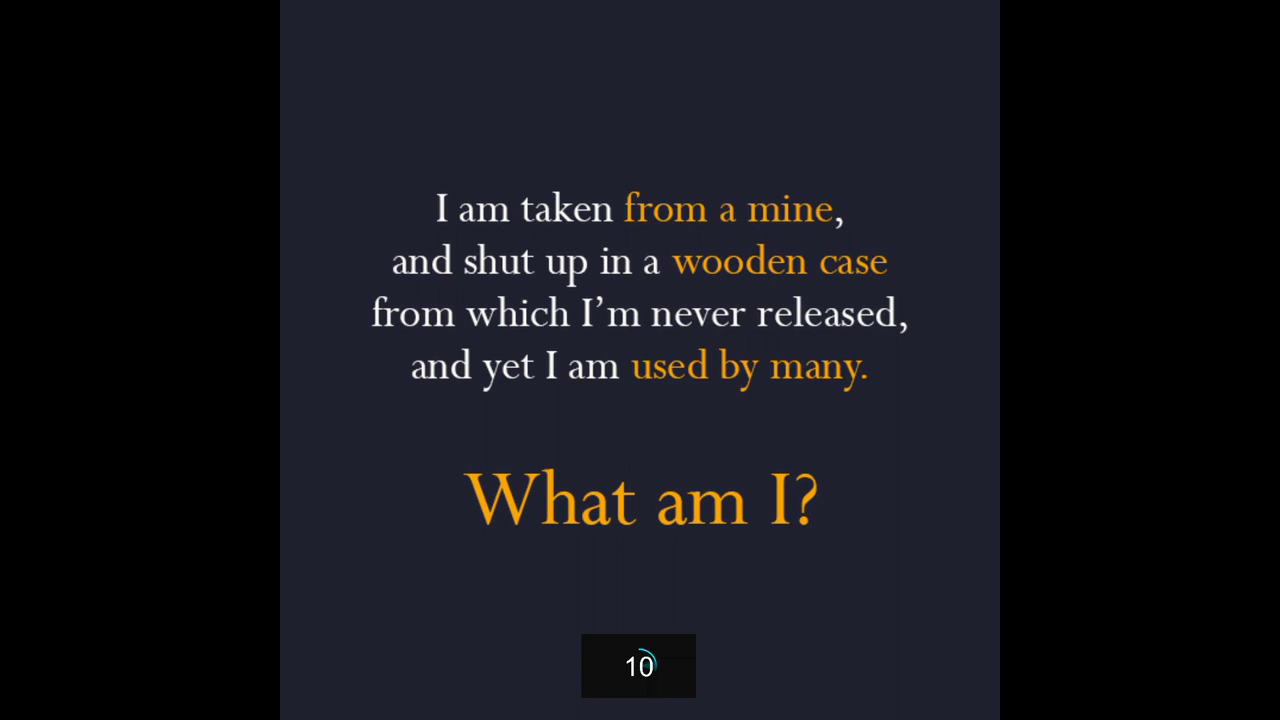 I am taken from a mine,
and shut up in a wooden case
from which I’m never released,
and yet I am used by many.
What am I?
10